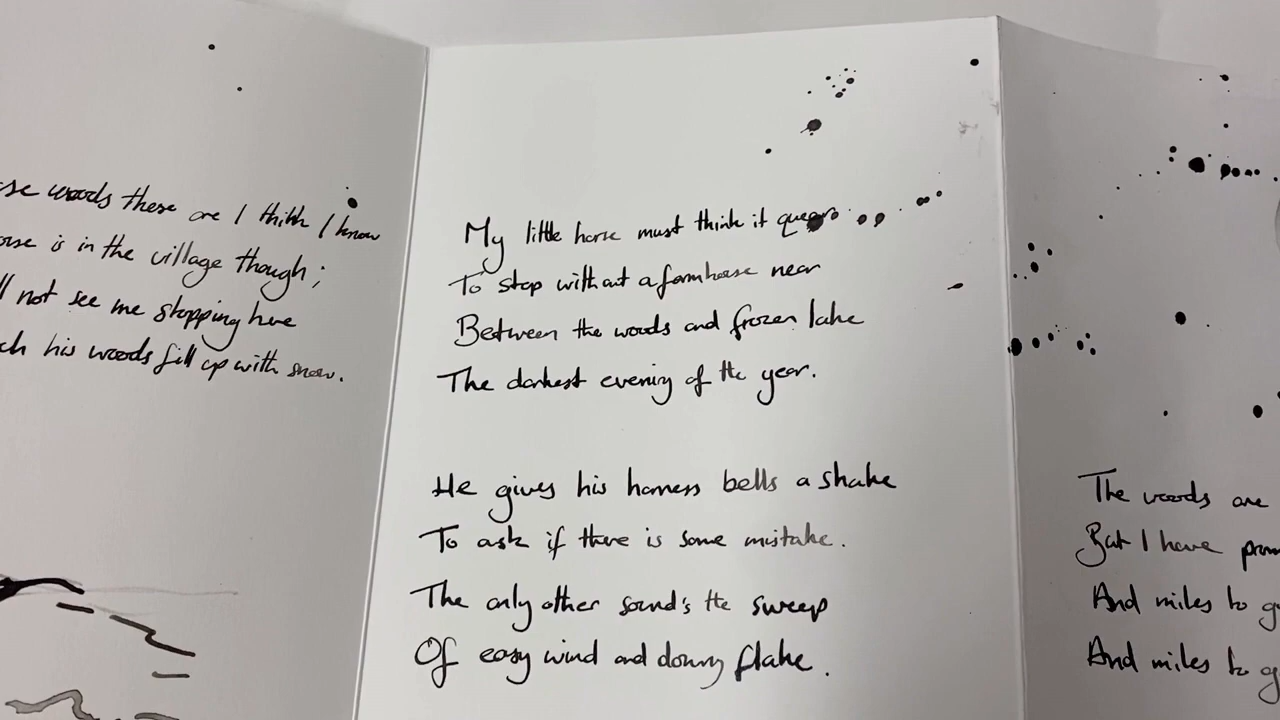 woods these are I think I know
is in the village though;
not see me stopping here
his woods fill up with snow.
My little horse must think it queer
To stop without a farmhouse near
Between the woods and frozen lake
The darkest evening of the year.
He gives his harness bells a shake
To ask if there is some mistake.
The only other sound's the sweep
Of easy wind and downy flake.
The woods are
But I have
And miles to
And miles to